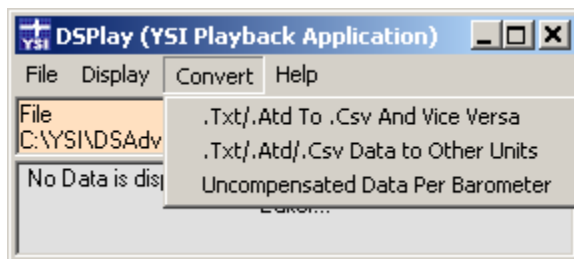 YSI DSPlay (YSI Playback Application)
File Display Convert Help
File
C:\YSI\DSAdv
.Txt/.Atd To .Csv And Vice Versa
.Txt/.Atd/.Csv Data to Other Units
Uncompensated Data Per Barometer
No Data is